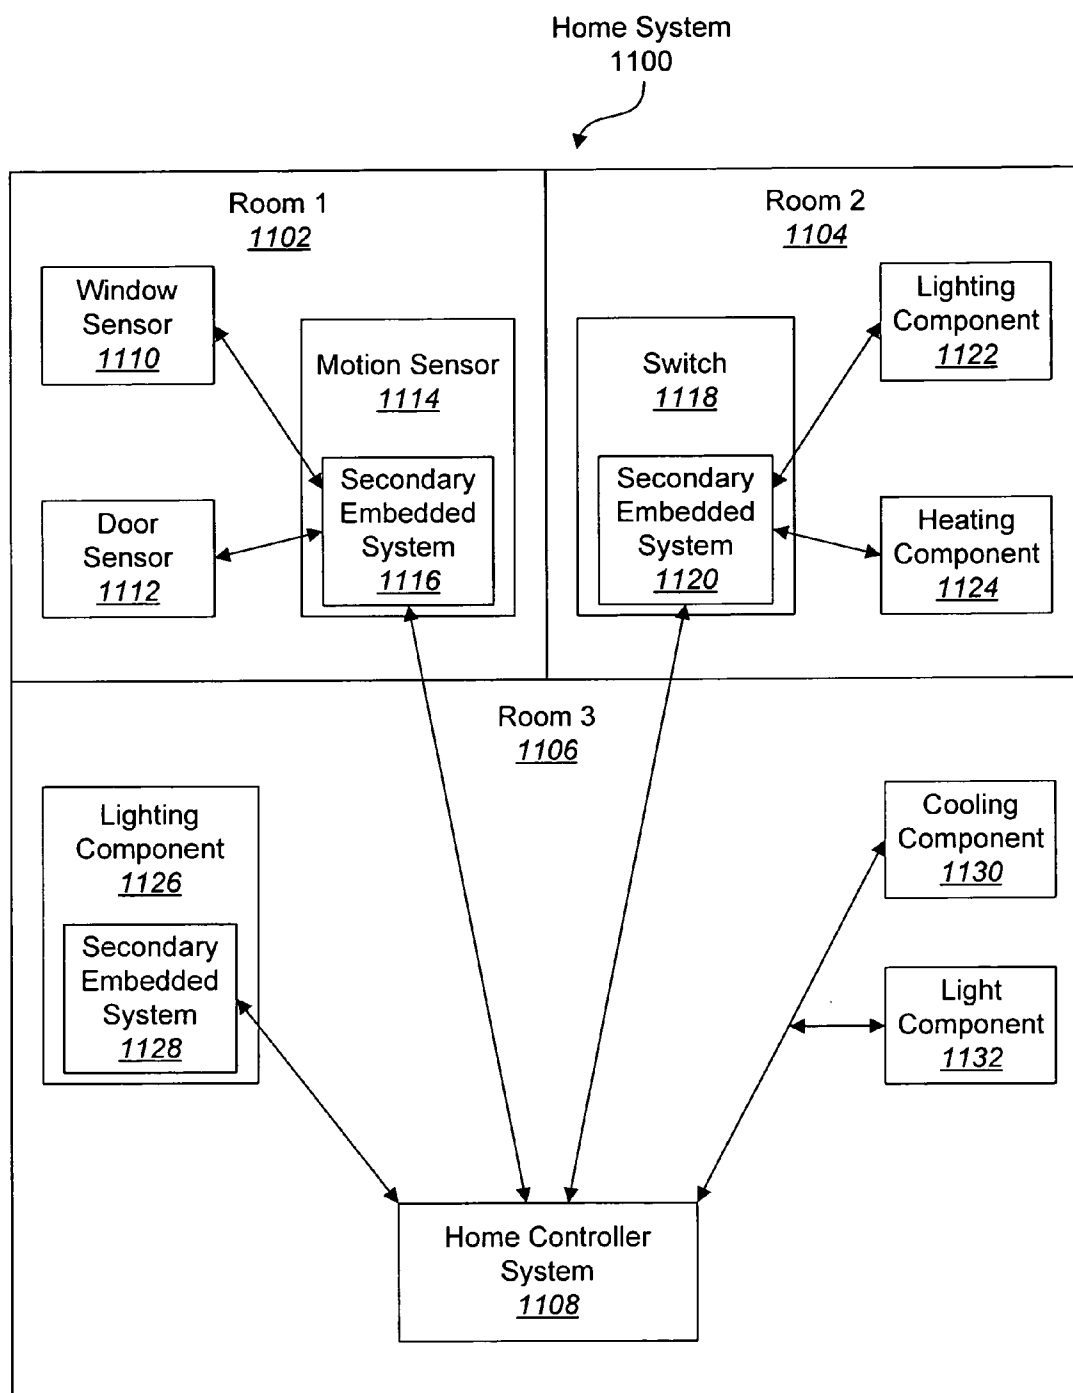 Home System
1100
Room 1
1102
Window
Sensor
1110
Motion Sensor
1114
Secondary
Embedded
System
1116
Door
Sensor
1112
Room 2
1104
Switch
1118
Secondary
Embedded
System
1120
Lighting
Component
1122
Heating
Component
1124
Room 3
1106
Lighting
Component
1126
Secondary
Embedded
System
1128
Cooling
Component
1130
Light
Component
1132
Home Controller
System
1108